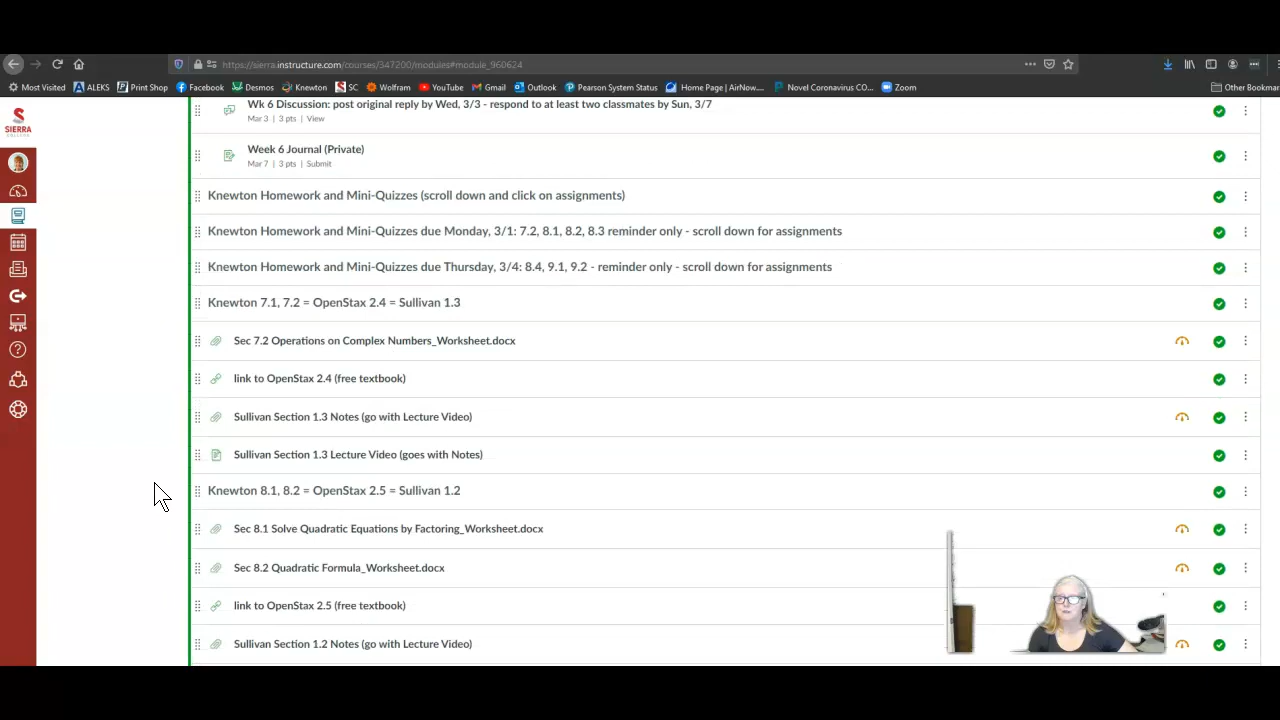 https://sierra.instructure.com/courses/347200/modules#module_960624
Most Visited ALEKS Print Shop Facebook Desmos Knewton SC Wolfram YouTube Gmail Outlook Pearson System Status Home Page | AirNow.... Novel Coronavirus CO... Zoom Other Bookmar
SIERRA
COLLEGE
Wk 6 Discussion: post original reply by Wed, 3/3 - respond to at least two classmates by Sun, 3/7
Mar 3 | 3 pts | View
Week 6 Journal (Private)
Mar 7 | 3 pts | Submit
Knewton Homework and Mini-Quizzes (scroll down and click on assignments)
Knewton Homework and Mini-Quizzes due Monday, 3/1: 7.2, 8.1, 8.2, 8.3 reminder only - scroll down for assignments
Knewton Homework and Mini-Quizzes due Thursday, 3/4: 8.4, 9.1, 9.2 - reminder only - scroll down for assignments
Knewton 7.1, 7.2 = OpenStax 2.4 = Sullivan 1.3
Sec 7.2 Operations on Complex Numbers_Worksheet.docx
link to OpenStax 2.4 (free textbook)
Sullivan Section 1.3 Notes (go with Lecture Video)
Sullivan Section 1.3 Lecture Video (goes with Notes)
Knewton 8.1, 8.2 = OpenStax 2.5 = Sullivan 1.2
Sec 8.1 Solve Quadratic Equations by Factoring_Worksheet.docx
Sec 8.2 Quadratic Formula_Worksheet.docx
link to OpenStax 2.5 (free textbook)
Sullivan Section 1.2 Notes (go with Lecture Video)